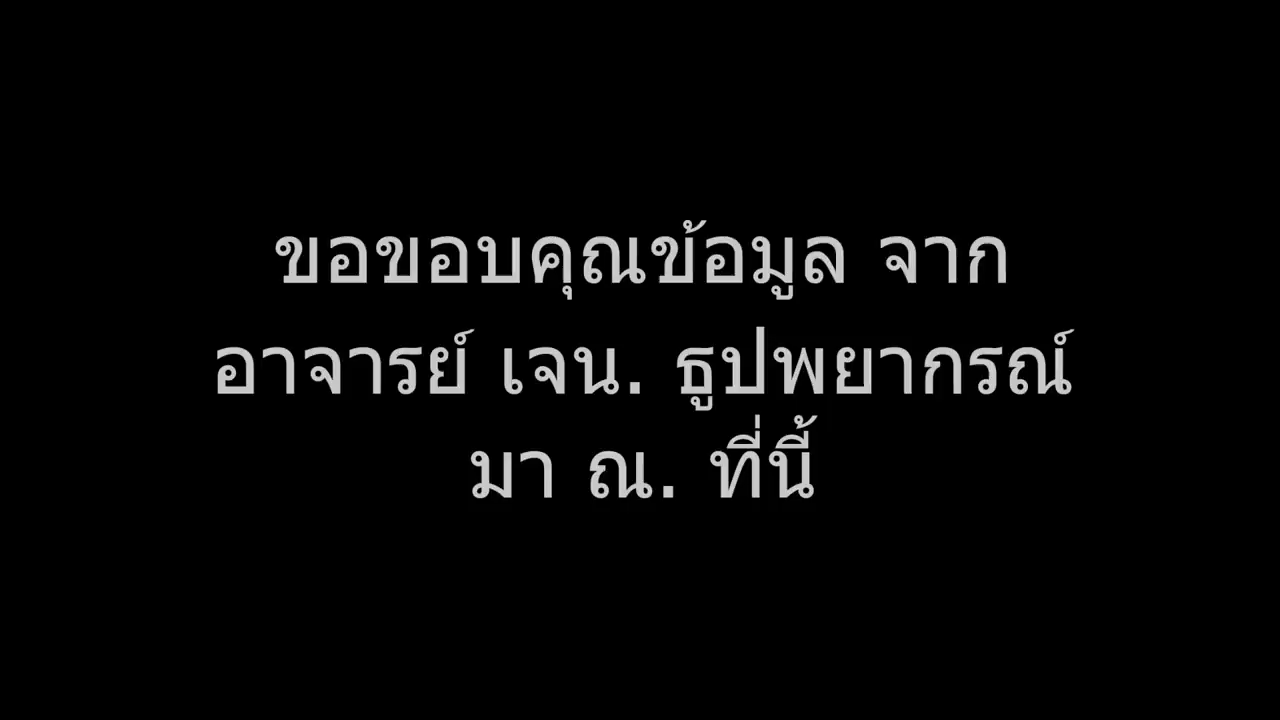 ขอขอบคุณข้อมูล จาก
อาจารย์ เจน. ธูปพยากรณ์
มา ณ. ที่นี้